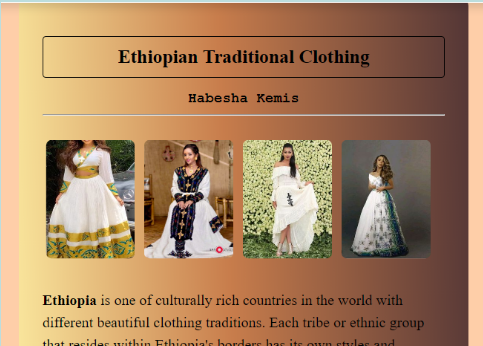 Ethiopian Traditional Clothing
Habesha Kemis
Ethiopia is one of culturally rich countries in the world with
different beautiful clothing traditions. Each tribe or ethnic group
that resides within Ethiopia's borders has its own styles and